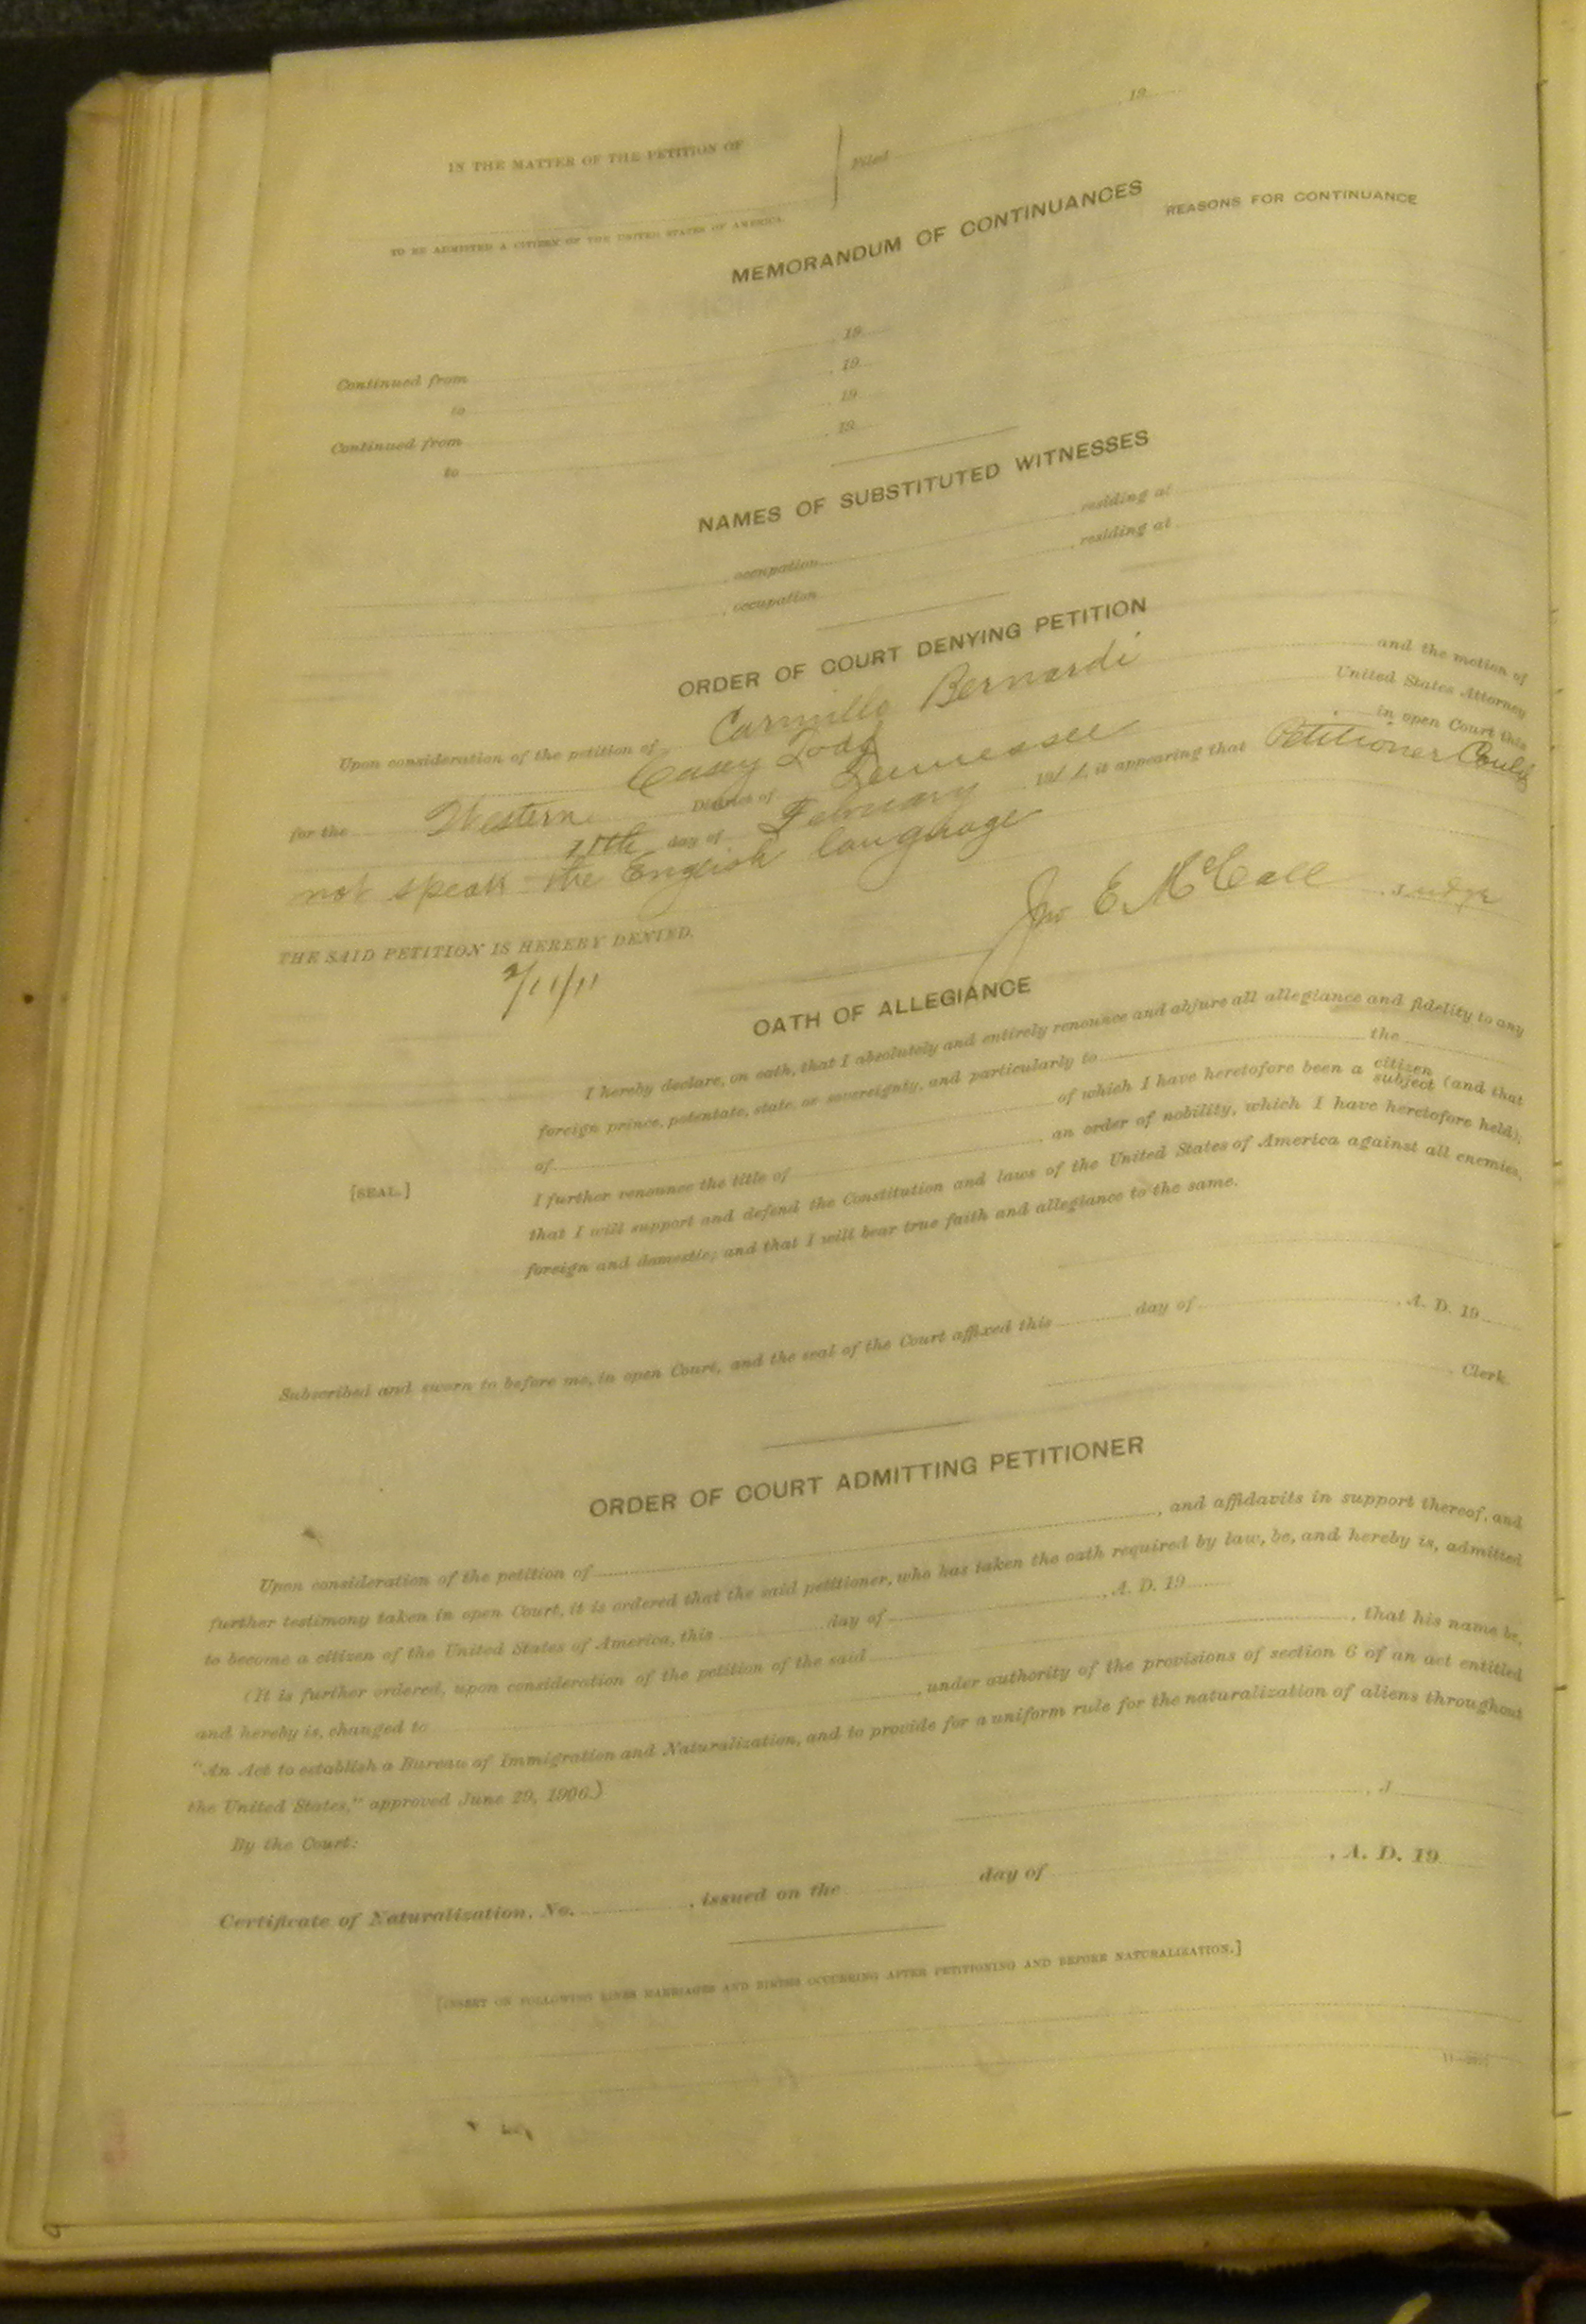 IN THE MATTER OF THE PETITION OF
Filed 19
TO BE ADMITTED A CITIZEN OF THE UNITED STATES OF AMERICA.
MEMORANDUM OF CONTINUANCES
REASONS FOR CONTINUANCE
Continued from 19
to 19
Continued from 19
to 19
NAMES OF SUBSTITUTED WITNESSES
, occupation , residing at
, occupation , residing at
ORDER OF COURT DENYING PETITION
Upon consideration of the petition of Carmillo Bernardi and the motion of
Casey Todd United States Attorney
for the Western District of Tennessee in open Court this
11th day of February 1911, it appearing that Petitioner Could
not speak the English language
THE SAID PETITION IS HEREBY DENIED.
Jno E. McCall , Judge
2/11/11
OATH OF ALLEGIANCE
I hereby declare, on oath, that I absolutely and entirely renounce and abjure all allegiance and fidelity to any
foreign prince, potentate, state, or sovereignty, and particularly to the
of of which I have heretofore been a citizen subject (and that
I further renounce the title of , an order of nobility, which I have heretofore held);
that I will support and defend the Constitution and laws of the United States of America against all enemies,
foreign and domestic; and that I will bear true faith and allegiance to the same.
[SEAL.]
Subscribed and sworn to before me, in open Court, and the seal of the Court affixed this day of , A. D. 19
, Clerk.
ORDER OF COURT ADMITTING PETITIONER
Upon consideration of the petition of , and affidavits in support thereof, and
further testimony taken in open Court, it is ordered that the said petitioner, who has taken the oath required by law, be, and hereby is, admitted
to become a citizen of the United States of America, this day of , A. D. 19
(It is further ordered, upon consideration of the petition of the said , that his name be,
and hereby is, changed to , under authority of the provisions of section 6 of an act entitled
"An Act to establish a Bureau of Immigration and Naturalization, and to provide for a uniform rule for the naturalization of aliens throughout
the United States," approved June 29, 1906.)
By the Court:
, J
Certificate of Naturalization, No. , issued on the day of , A. D. 19
[INSERT ON FOLLOWING LINES MARRIAGES AND BIRTHS OCCURRING AFTER PETITIONING AND BEFORE NATURALIZATION.]